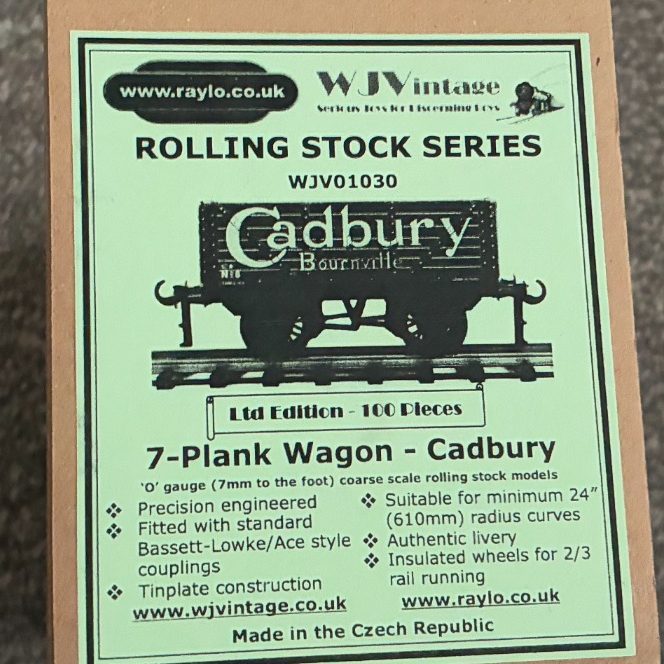 www.raylo.co.uk
WJVintage
Serious Toys for Discerning Boys
ROLLING STOCK SERIES
WJV01030
Cadbury
Bournville
Nº8
Ltd Edition - 100 Pieces
7-Plank Wagon - Cadbury
‘O’ gauge (7mm to the foot) coarse scale rolling stock models
❖ Precision engineered
❖ Fitted with standard
Bassett-Lowke/Ace style
couplings
❖ Tinplate construction
www.wjvintage.co.uk
❖ Suitable for minimum 24”
(610mm) radius curves
❖ Authentic livery
❖ Insulated wheels for 2/3
rail running
www.raylo.co.uk
Made in the Czech Republic